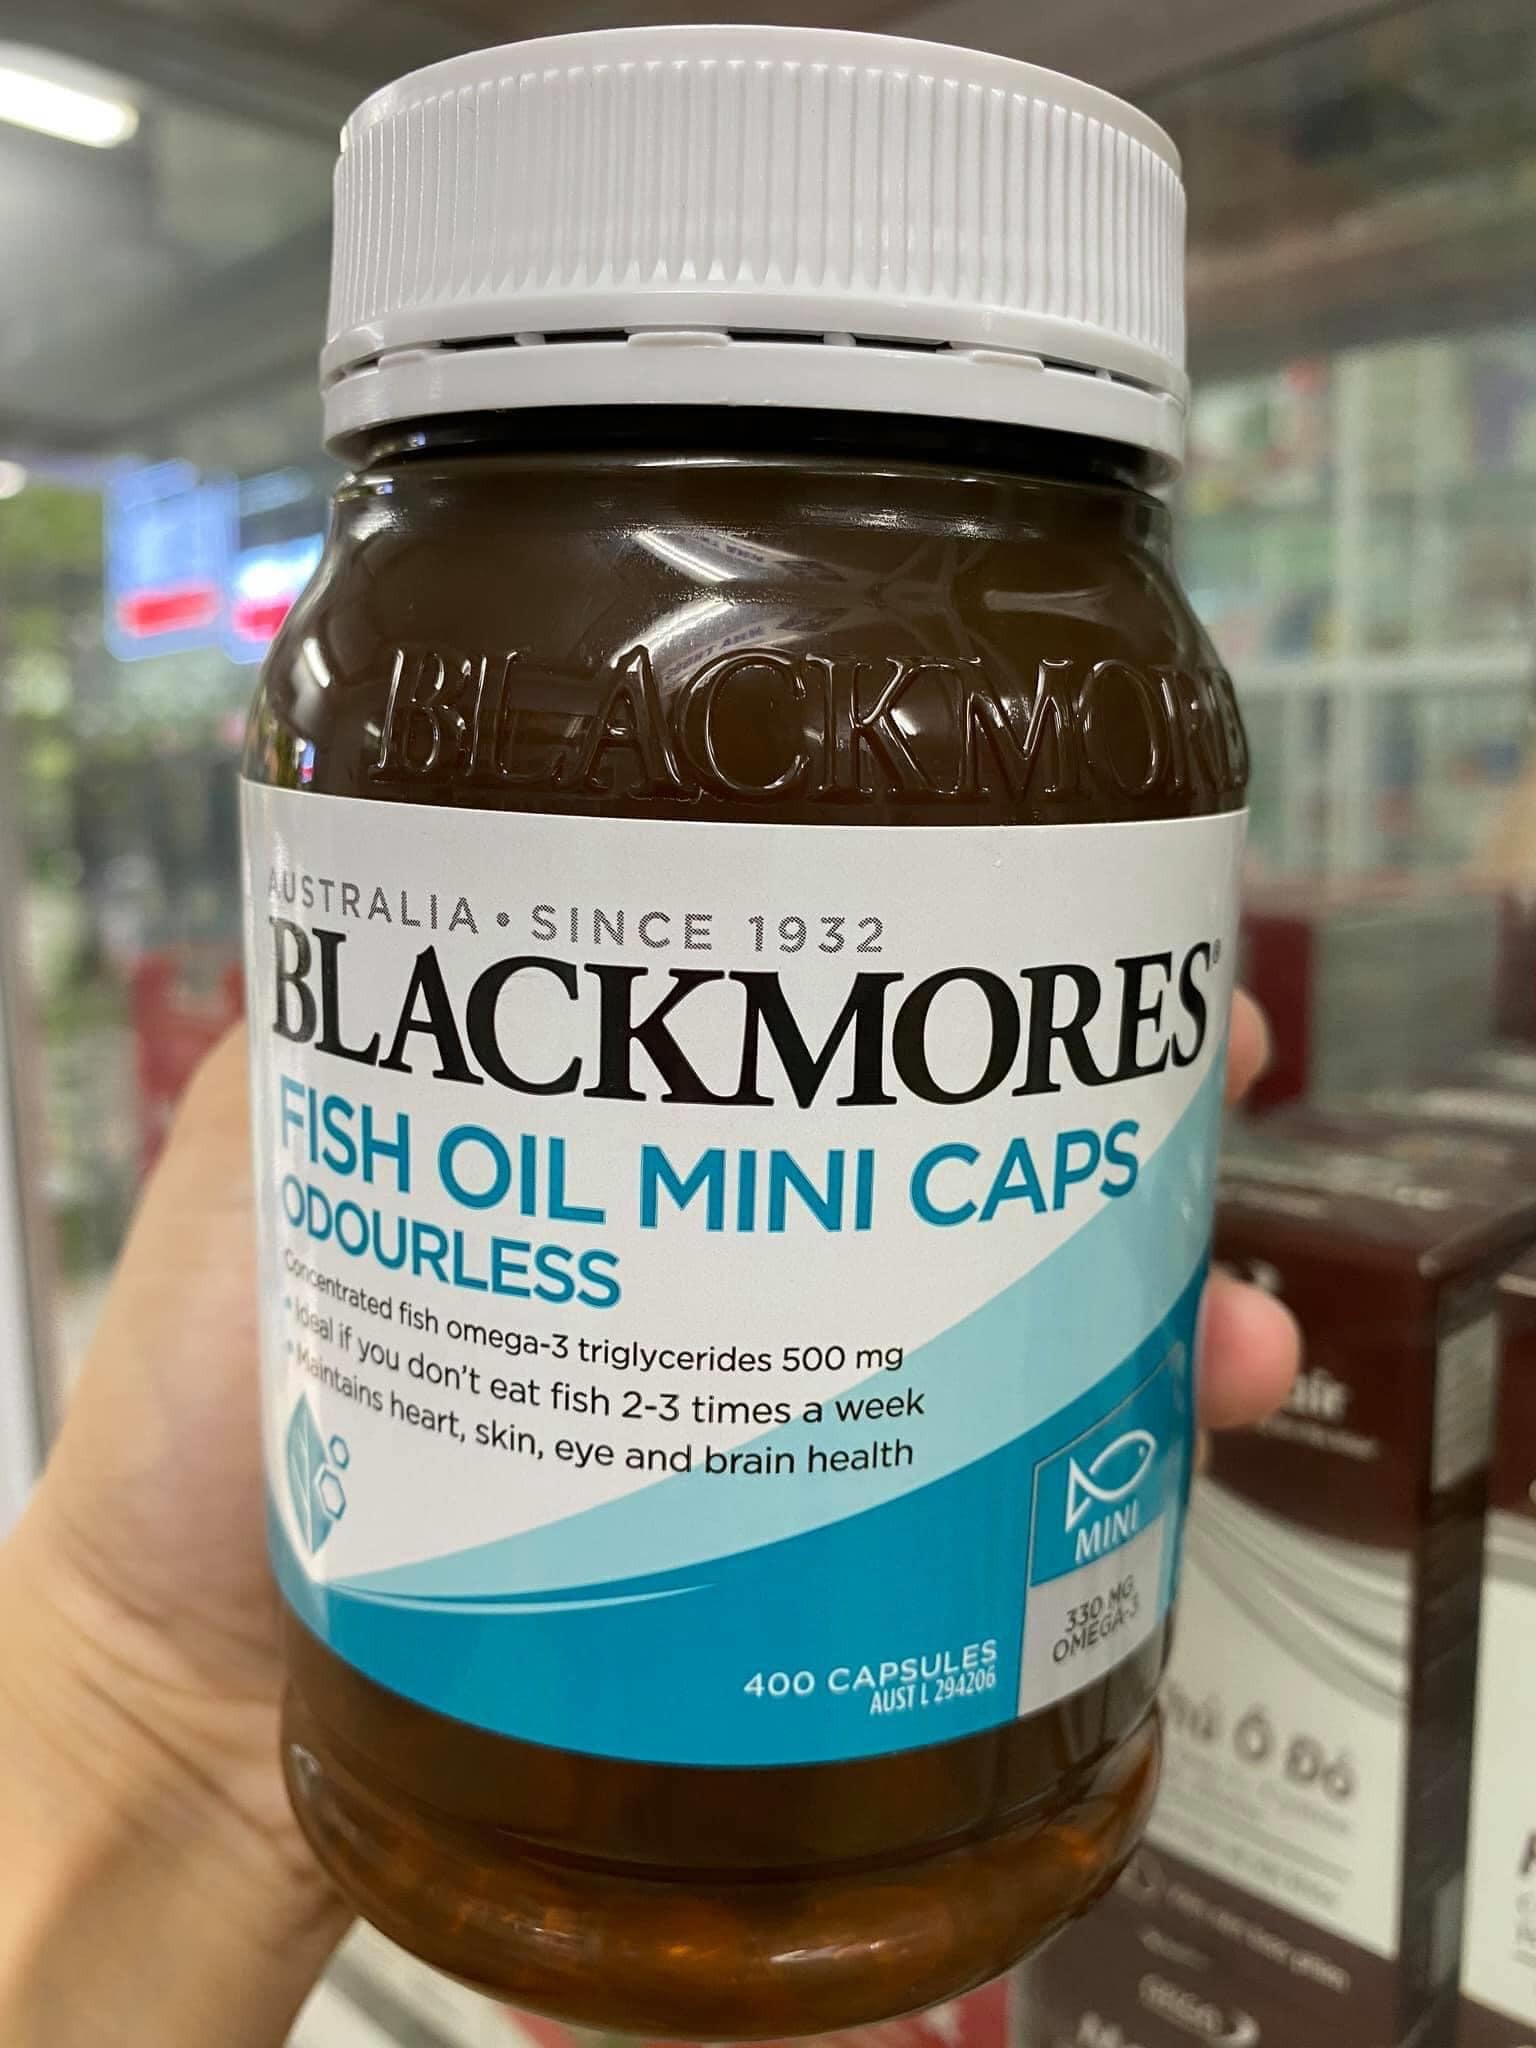 BLACKMORES
AUSTRALIA • SINCE 1932
BLACKMORES®
FISH OIL MINI CAPS
ODOURLESS
Concentrated fish omega-3 triglycerides 500 mg
• Ideal if you don't eat fish 2-3 times a week
• Maintains heart, skin, eye and brain health
MINI
330 MG
OMEGA-3
400 CAPSULES
AUST L 294206
Ô Đỏ